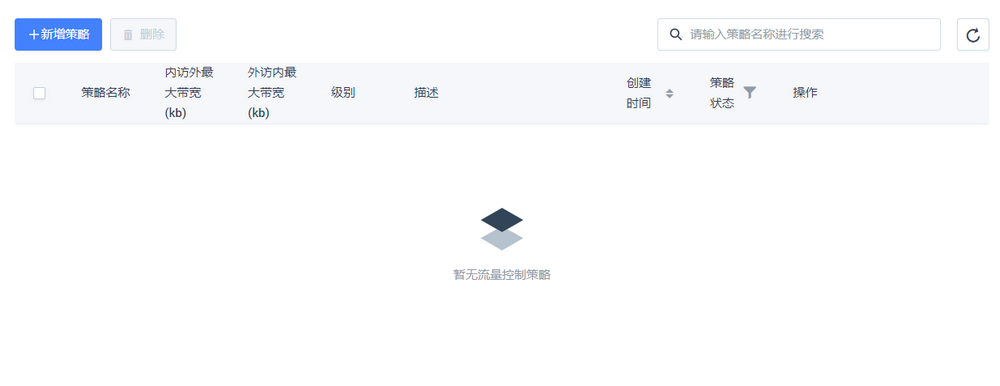 ＋新增策略
删除
请输入策略名称进行搜索
策略名称
内访外最
大带宽
(kb)
外访内最
大带宽
(kb)
级别
描述
创建
时间
策略
状态
操作
暂无流量控制策略